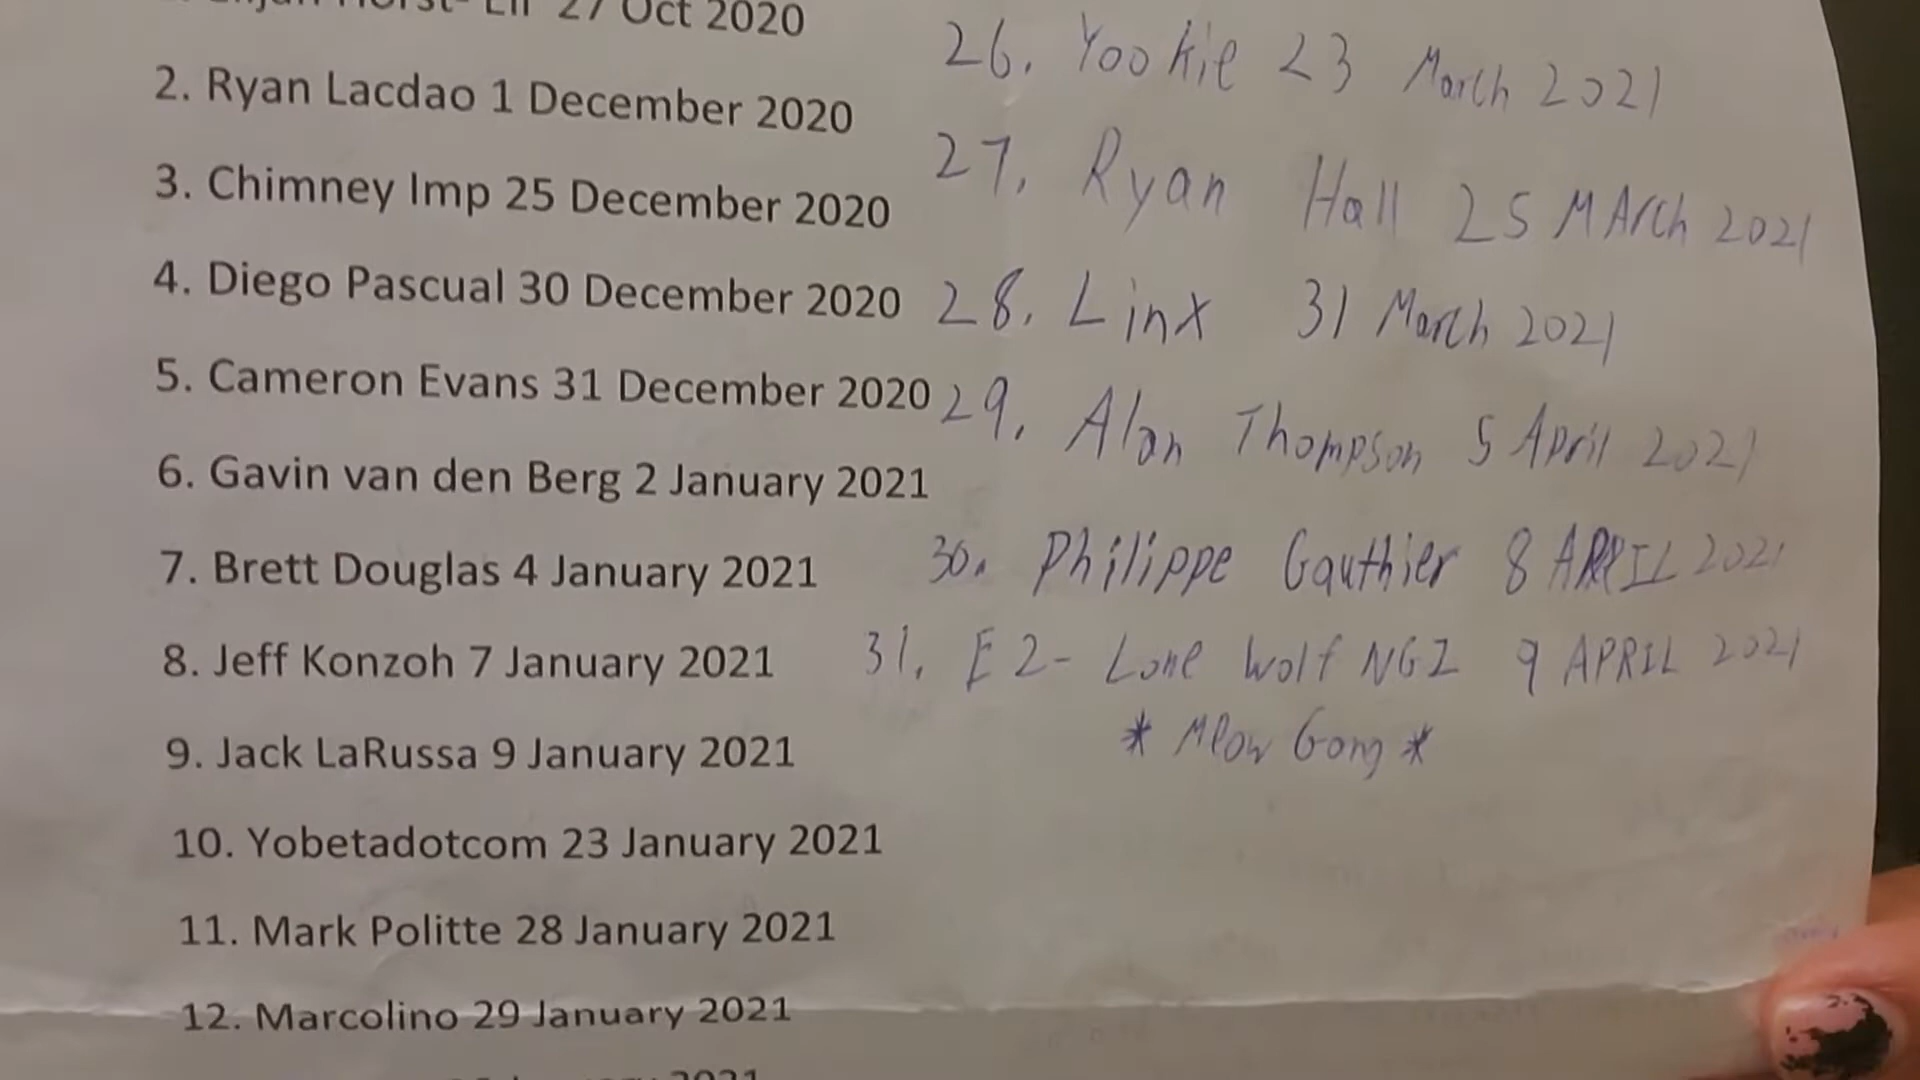 27 Oct 2020
2. Ryan Lacdao 1 December 2020
3. Chimney Imp 25 December 2020
4. Diego Pascual 30 December 2020
5. Cameron Evans 31 December 2020
6. Gavin van den Berg 2 January 2021
7. Brett Douglas 4 January 2021
8. Jeff Konzoh 7 January 2021
9. Jack LaRussa 9 January 2021
10. Yobetadotcom 23 January 2021
11. Mark Politte 28 January 2021
12. Marcolino 29 January 2021
2021
26. Yookie 23 March 2021
27. Ryan Hall 25 MArch 2021
28. Linx 31 March 2021
29. Alan Thompson 5 April 2021
30. Philippe Gauthier 8 APRIL 2021
31. E2- Lone Wolf NGZ 9 APRIL 2021
* Meow Gang *